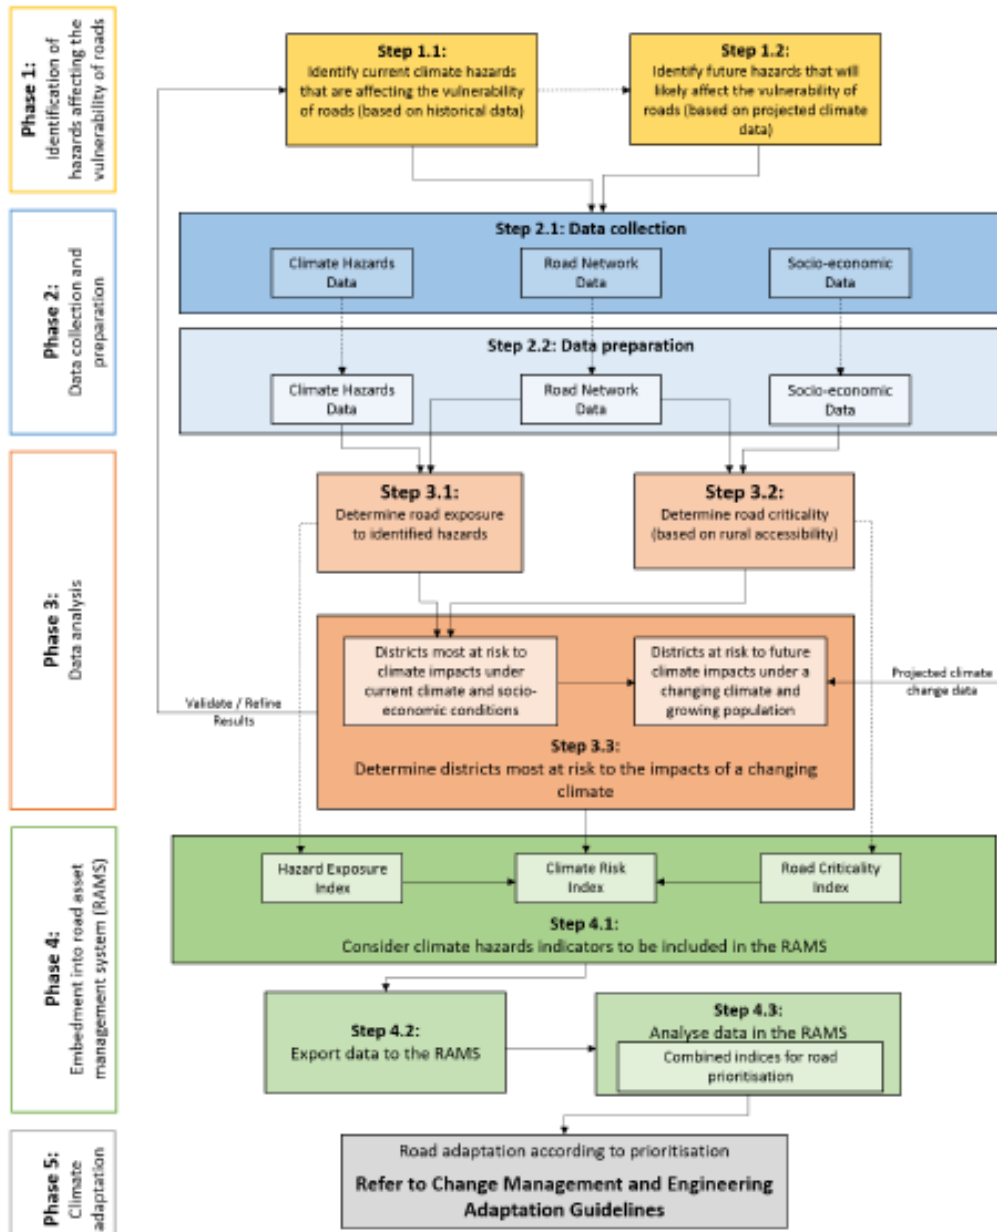 Phase 1:
Identification of
hazards affecting the
vulnerability of roads
Step 1.1:
Identify current climate hazards
that are affecting the vulnerability
of roads (based on historical data)
Step 1.2:
Identify future hazards that will
likely affect the vulnerability of
roads (based on projected climate
data)
Phase 2:
Data collection and
preparation
Step 2.1: Data collection
Climate Hazards
Data
Road Network
Data
Socio-economic
Data
Step 2.2: Data preparation
Climate Hazards
Data
Road Network
Data
Socio-economic
Data
Phase 3:
Data analysis
Step 3.1:
Determine road exposure
to identified hazards
Step 3.2:
Determine road criticality
(based on rural accessibility)
Districts most at risk to
climate impacts under
current climate and socio-
economic conditions
Districts at risk to future
climate impacts under a
changing climate and
growing population
Projected climate
change data
Validate / Refine
Results
Step 3.3:
Determine districts most at risk to the impacts of a changing
climate
Phase 4:
Embedment into road asset
management system (RAMS)
Hazard Exposure
Index
Climate Risk
Index
Road Criticality
Index
Step 4.1:
Consider climate hazards indicators to be included in the RAMS
Step 4.2:
Export data to the RAMS
Step 4.3:
Analyse data in the RAMS
Combined indices for road
prioritisation
Phase 5:
Climate
adaptation
Road adaptation according to prioritisation
Refer to Change Management and Engineering
Adaptation Guidelines